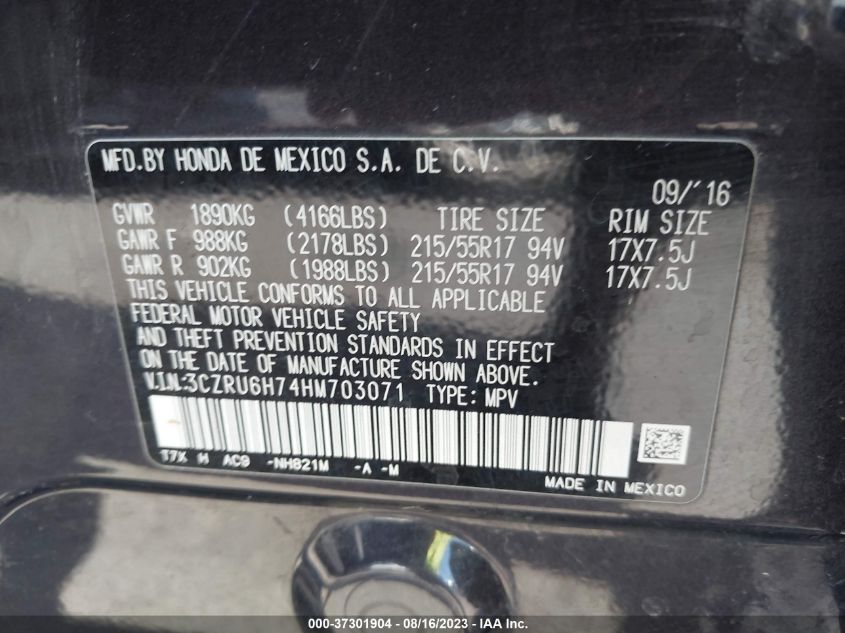 MFD.BY HONDA DE MEXICO S.A. DE C.V.
09/'16
GVWR 1890KG (4166LBS) TIRE SIZE RIM SIZE
GAWR F 988KG (2178LBS) 215/55R17 94V 17X7.5J
GAWR R 902KG (1988LBS) 215/55R17 94V 17X7.5J
THIS VEHICLE CONFORMS TO ALL APPLICABLE
FEDERAL MOTOR VEHICLE SAFETY
AND THEFT PREVENTION STANDARDS IN EFFECT
ON THE DATE OF MANUFACTURE SHOWN ABOVE.
V.I.N:3CZRU6H74HM703071 TYPE: MPV
T7X H AC9 -NH821M -A -M
MADE IN MEXICO
000-37301904 - 08/16/2023 - IAA Inc.